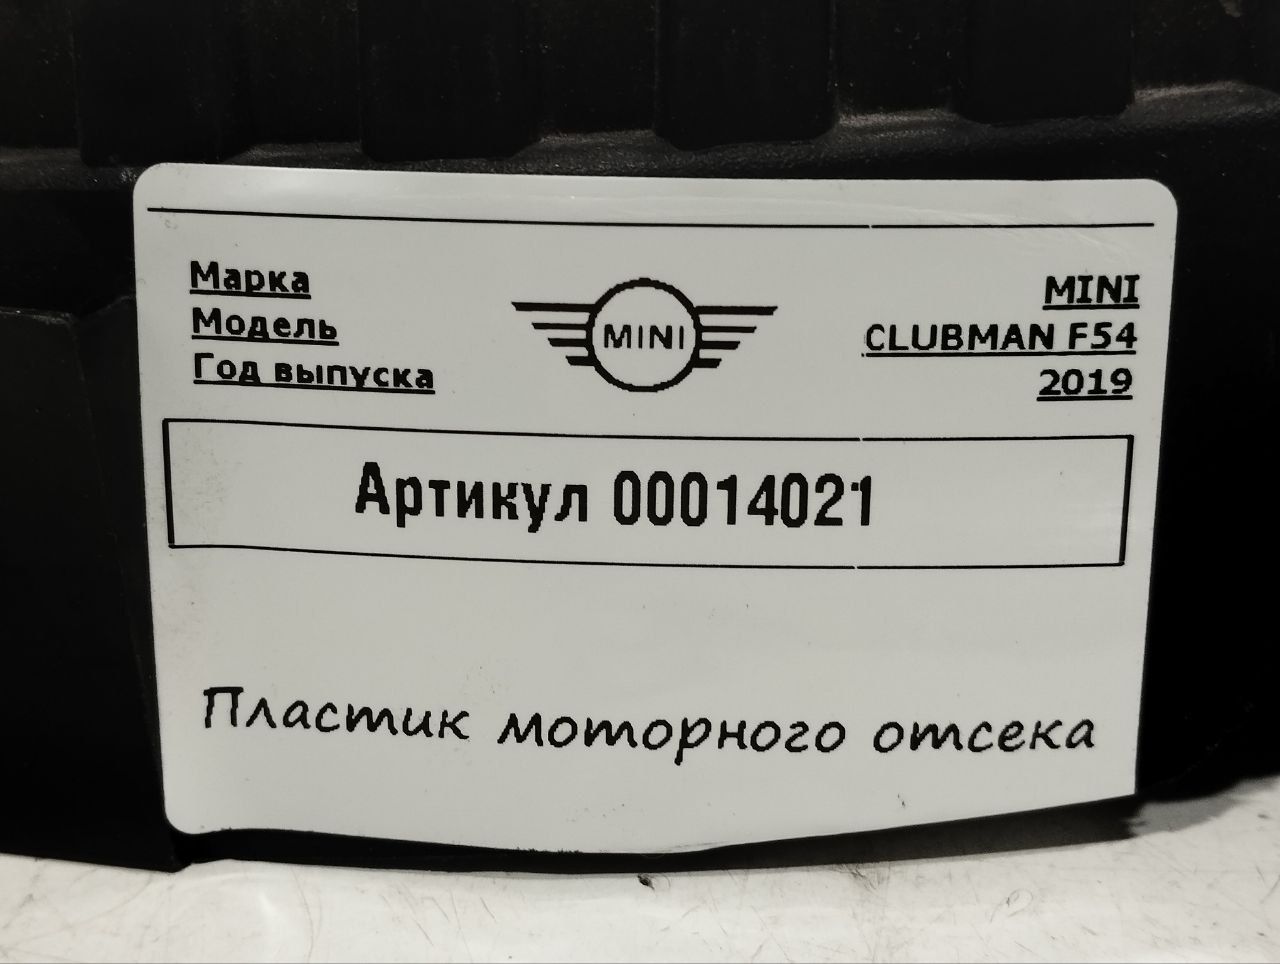 Марка MINI
Модель MINI CLUBMAN F54
Год выпуска 2019
Артикул 00014021
Пластик моторного отсека